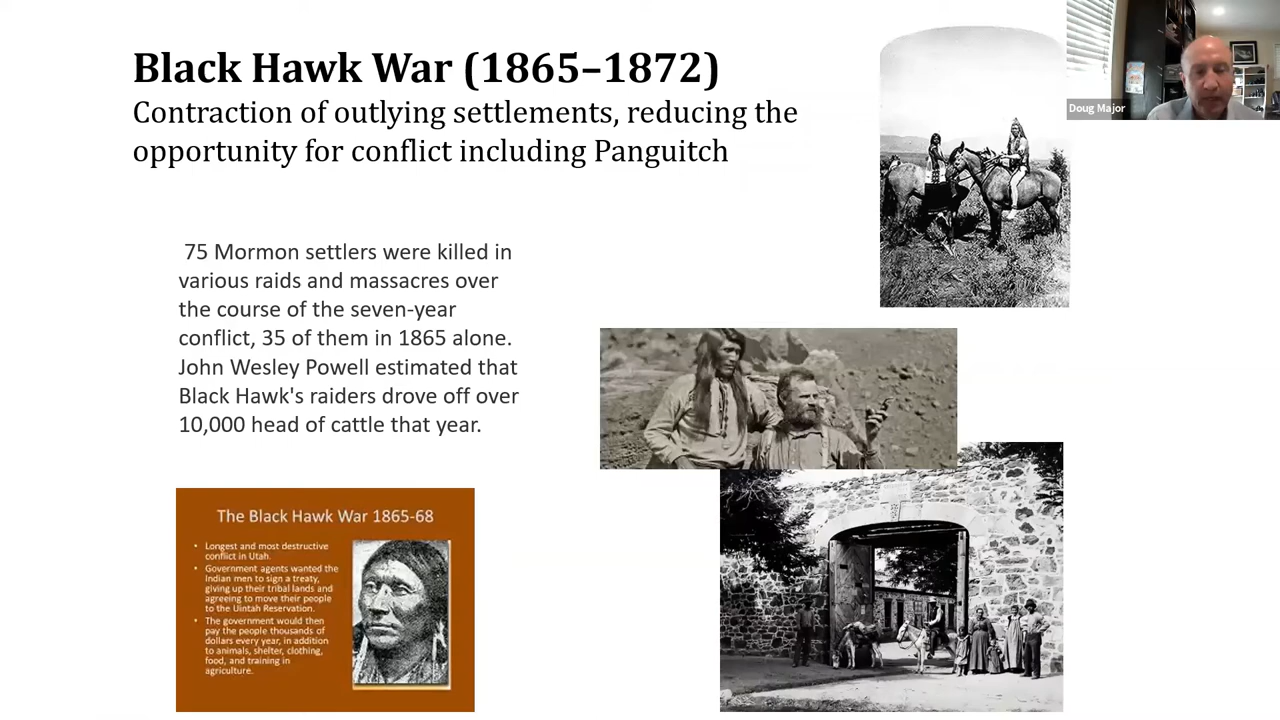 Black Hawk War (1865–1872)
Contraction of outlying settlements, reducing the
opportunity for conflict including Panguitch
Doug Major
75 Mormon settlers were killed in
various raids and massacres over
the course of the seven-year
conflict, 35 of them in 1865 alone.
John Wesley Powell estimated that
Black Hawk's raiders drove off over
10,000 head of cattle that year.
The Black Hawk War 1865-68
• Longest and most destructive
conflict in Utah.
• Government agents wanted the
Indian men to sign a treaty,
giving up their tribal lands and
agreeing to move their people
to the Uintah Reservation.
• The government would then
pay the people thousands of
dollars every year, in addition
to animals, shelter, clothing,
food, and training in
agriculture.